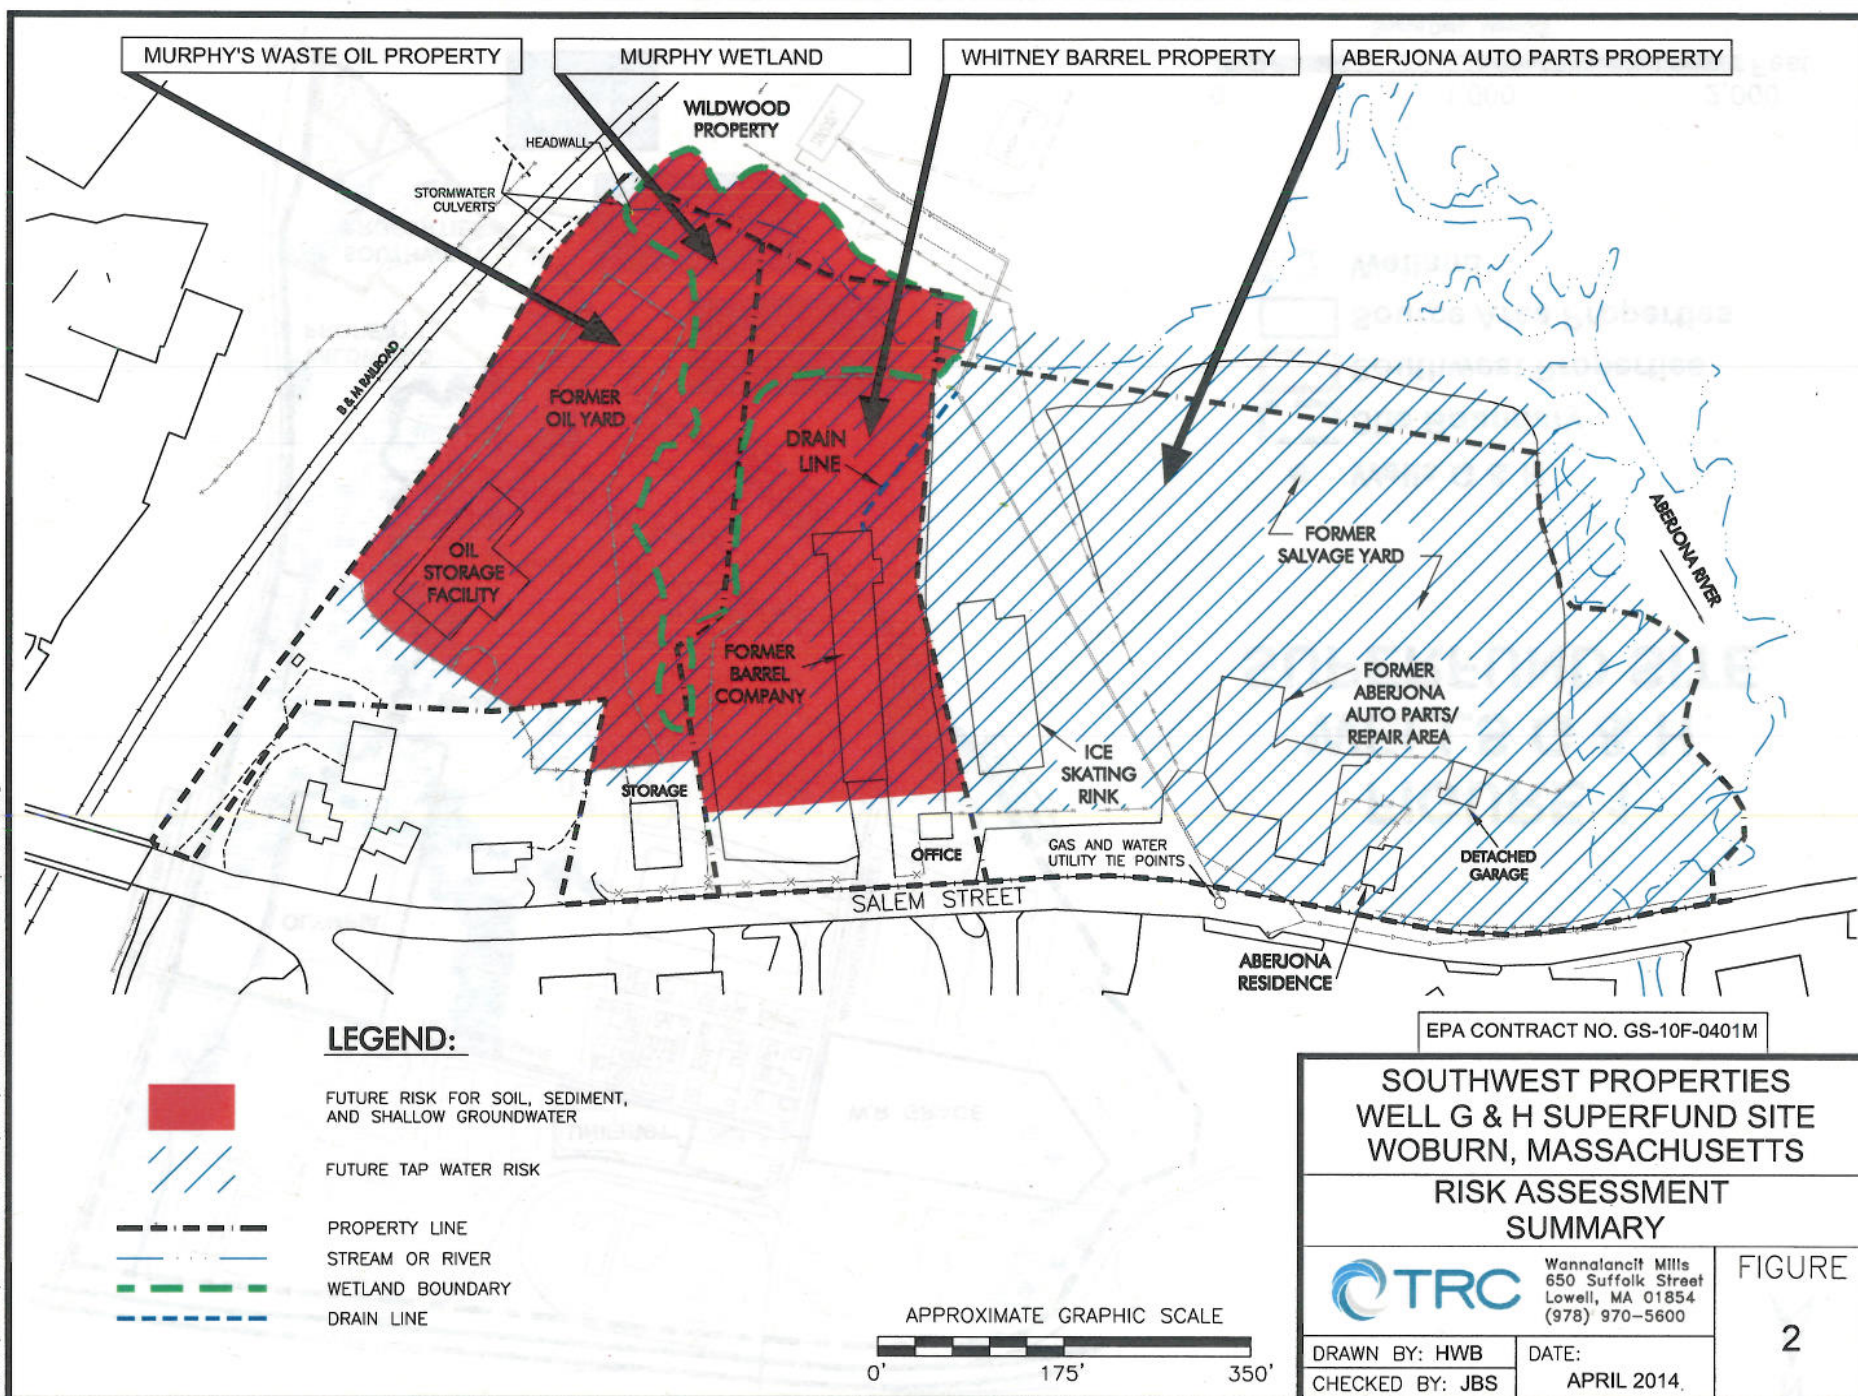 MURPHY'S WASTE OIL PROPERTY
MURPHY WETLAND
WHITNEY BARREL PROPERTY
ABERJONA AUTO PARTS PROPERTY
WILDWOOD
PROPERTY
HEADWALL
STORMWATER
CULVERTS
B & M RAILROAD
FORMER
OIL YARD
DRAIN
LINE
OIL
STORAGE
FACILITY
FORMER
BARREL
COMPANY
FORMER
SALVAGE YARD
ABERJONA RIVER
FORMER
ABERJONA
AUTO PARTS/
REPAIR AREA
ICE
SKATING
RINK
STORAGE
OFFICE
GAS AND WATER
UTILITY TIE POINTS
DETACHED
GARAGE
SALEM STREET
ABERJONA
RESIDENCE
LEGEND:
FUTURE RISK FOR SOIL, SEDIMENT,
AND SHALLOW GROUNDWATER
FUTURE TAP WATER RISK
PROPERTY LINE
STREAM OR RIVER
WETLAND BOUNDARY
DRAIN LINE
APPROXIMATE GRAPHIC SCALE
0' 175' 350'
EPA CONTRACT NO. GS-10F-0401M
SOUTHWEST PROPERTIES
WELL G & H SUPERFUND SITE
WOBURN, MASSACHUSETTS
RISK ASSESSMENT
SUMMARY
TRC
Wannalancit Mills
650 Suffolk Street
Lowell, MA 01854
(978) 970-5600
FIGURE
2
DRAWN BY: HWB
CHECKED BY: JBS
DATE:
APRIL 2014